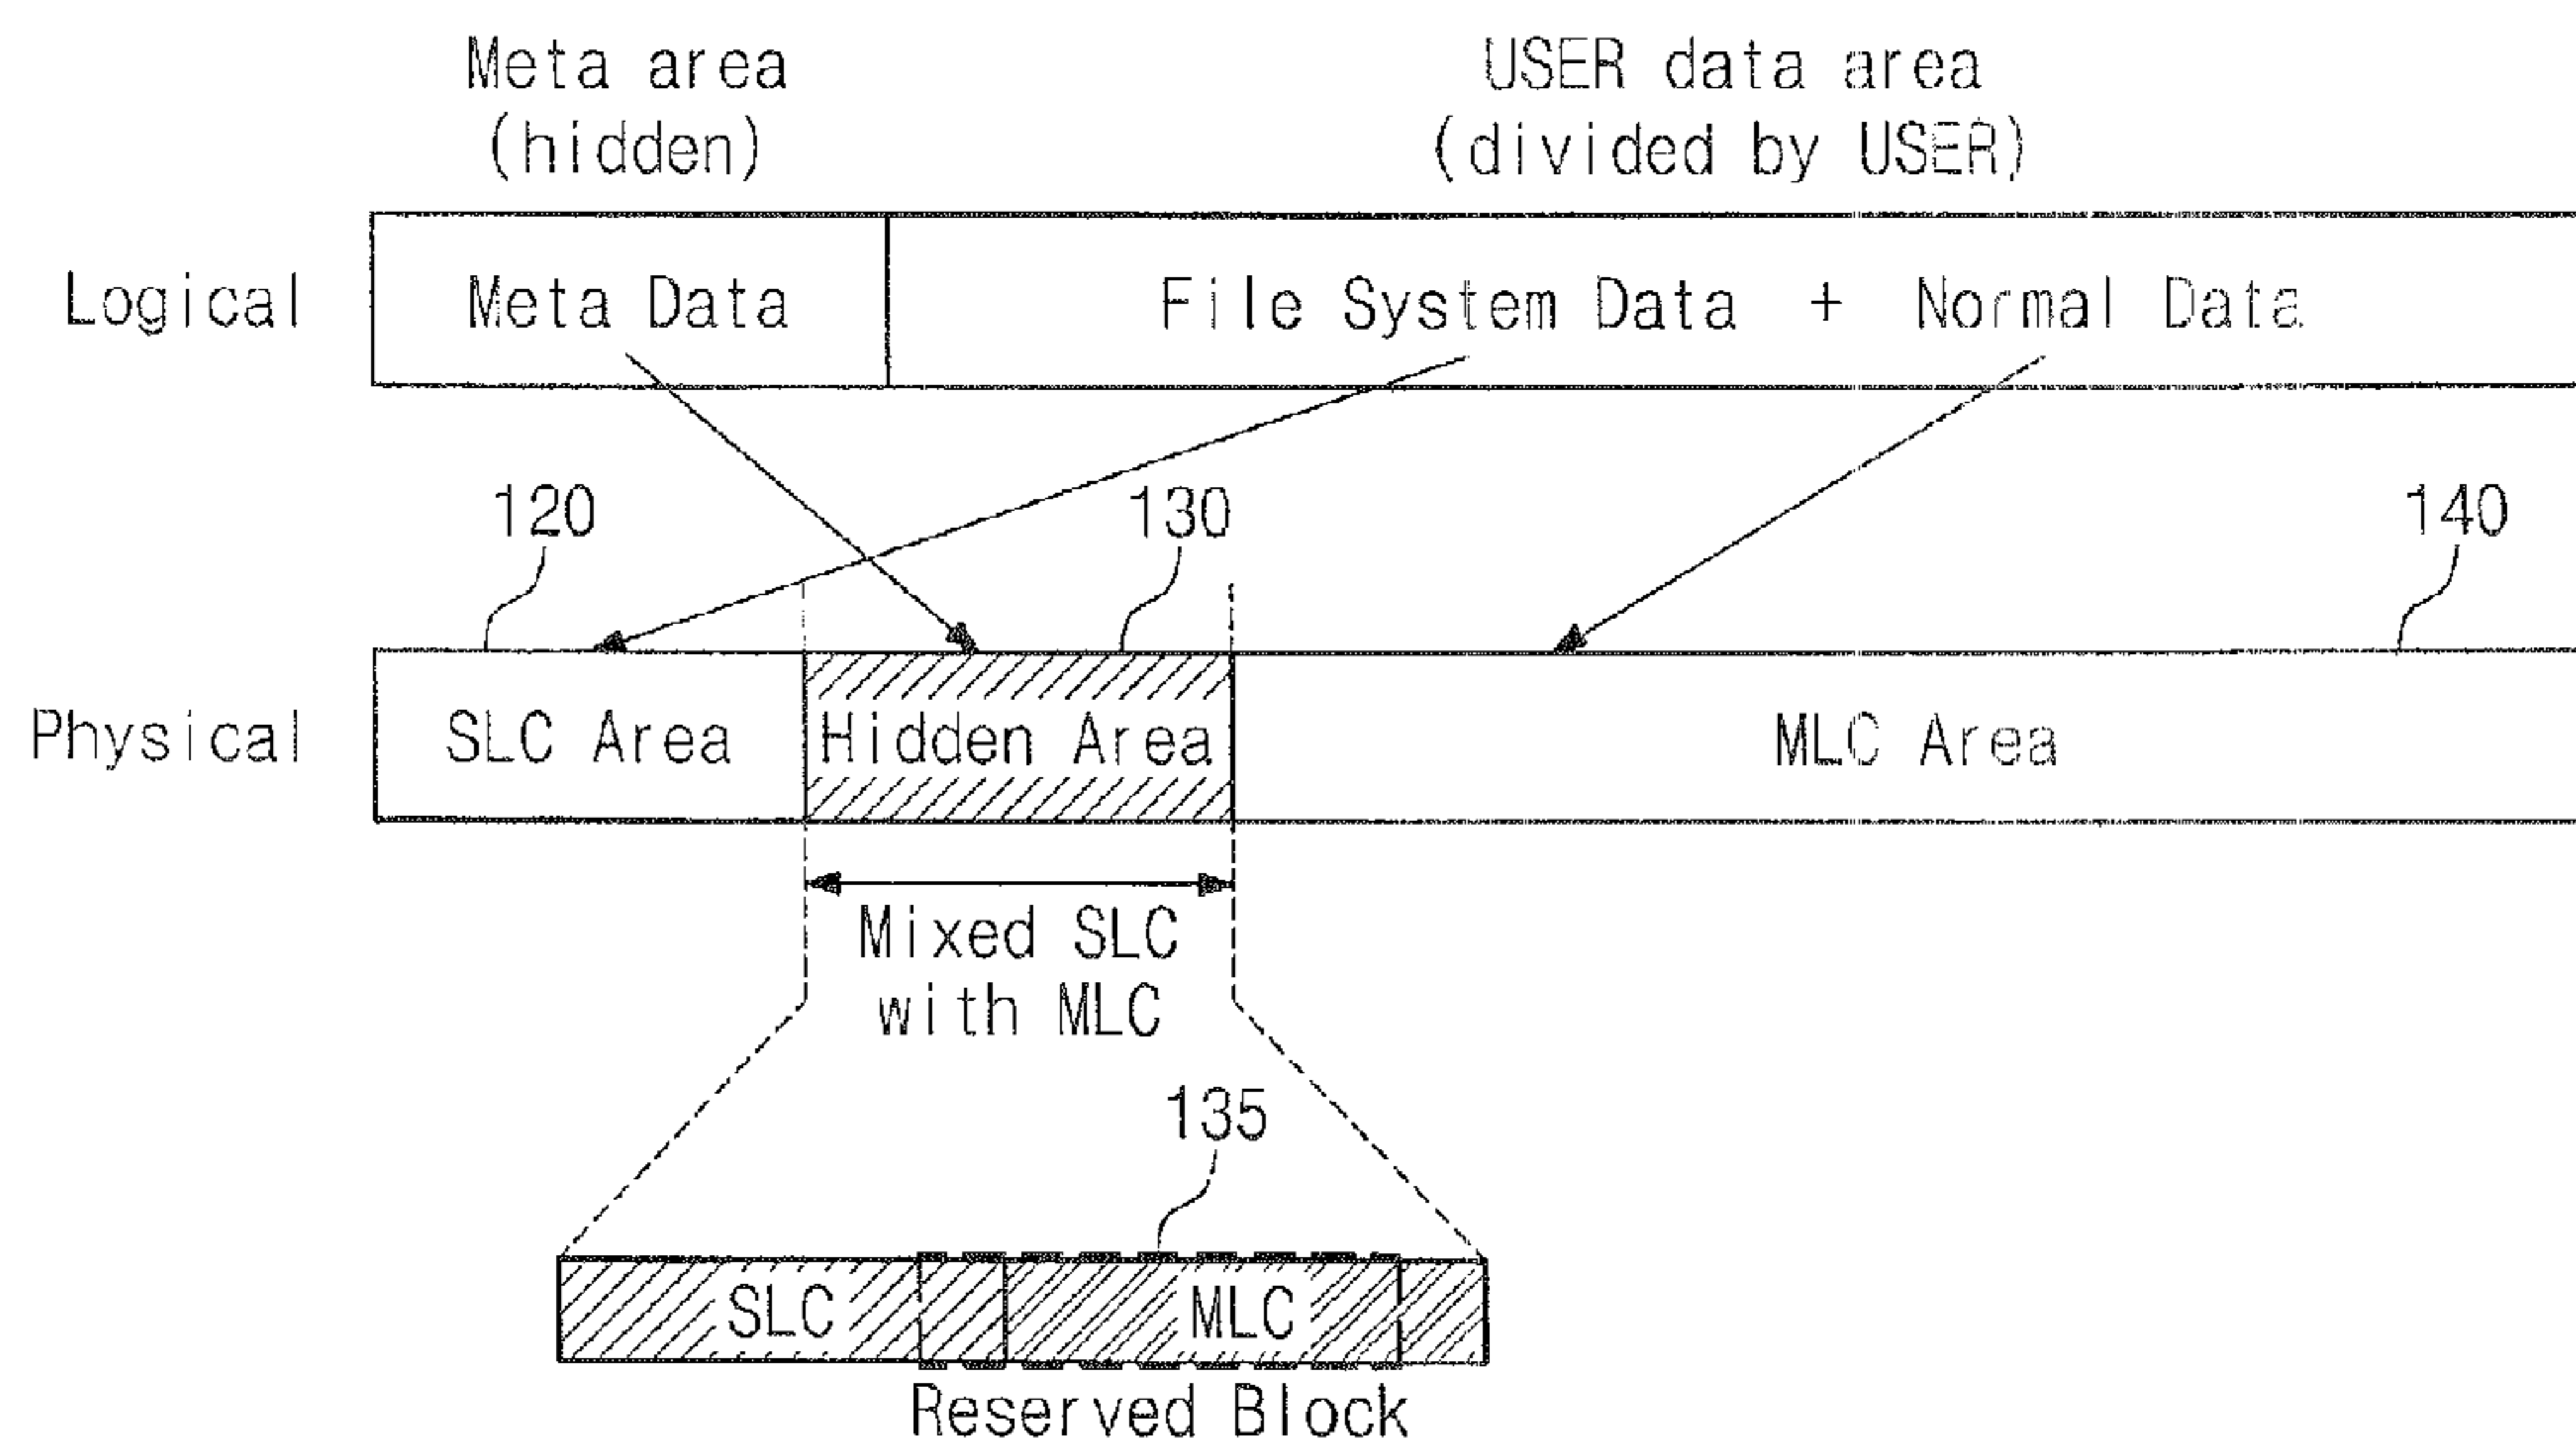 Meta area
(hidden)
USER data area
(divided by USER)
Logical
Meta Data
File System Data + Normal Data
120
130
140
Physical
SLC Area
Hidden Area
MLC Area
Mixed SLC
with MLC
135
SLC
MLC
Reserved Block